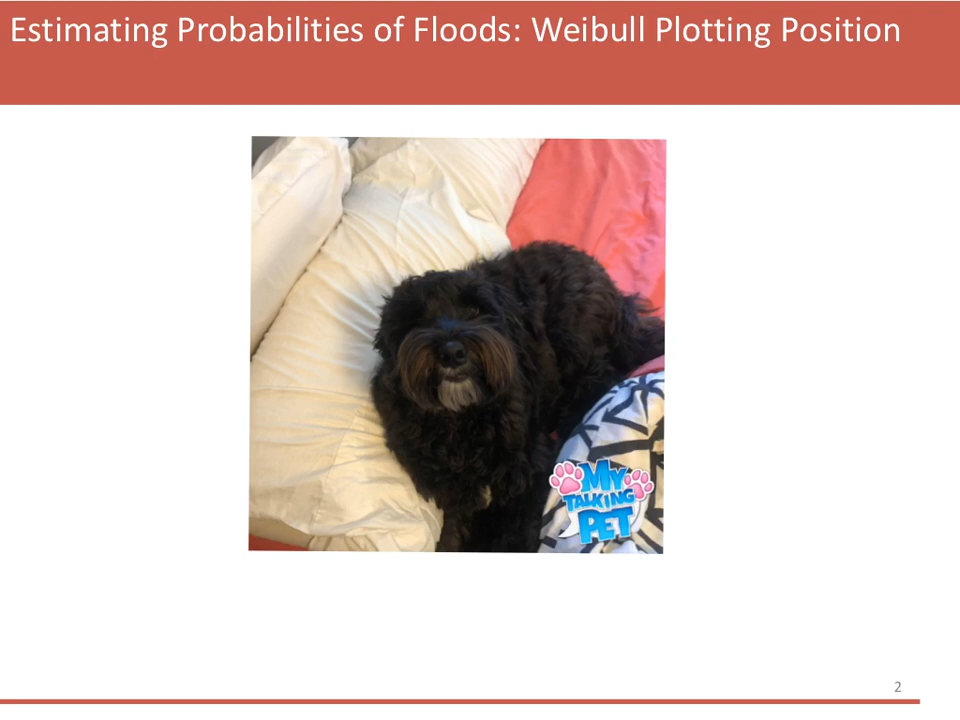 Estimating Probabilities of Floods: Weibull Plotting Position
MY
TALKING
PET
2